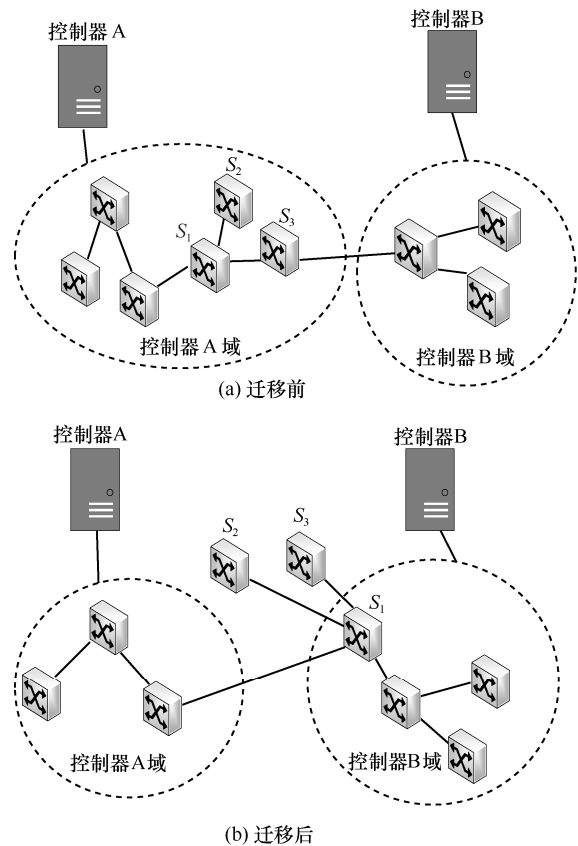 控制器 A
控制器B
S2
S1
S3
控制器 A 域
控制器 B 域
(a) 迁移前
控制器A
控制器B
S2
S3
S1
控制器A 域
控制器B 域
(b) 迁移后